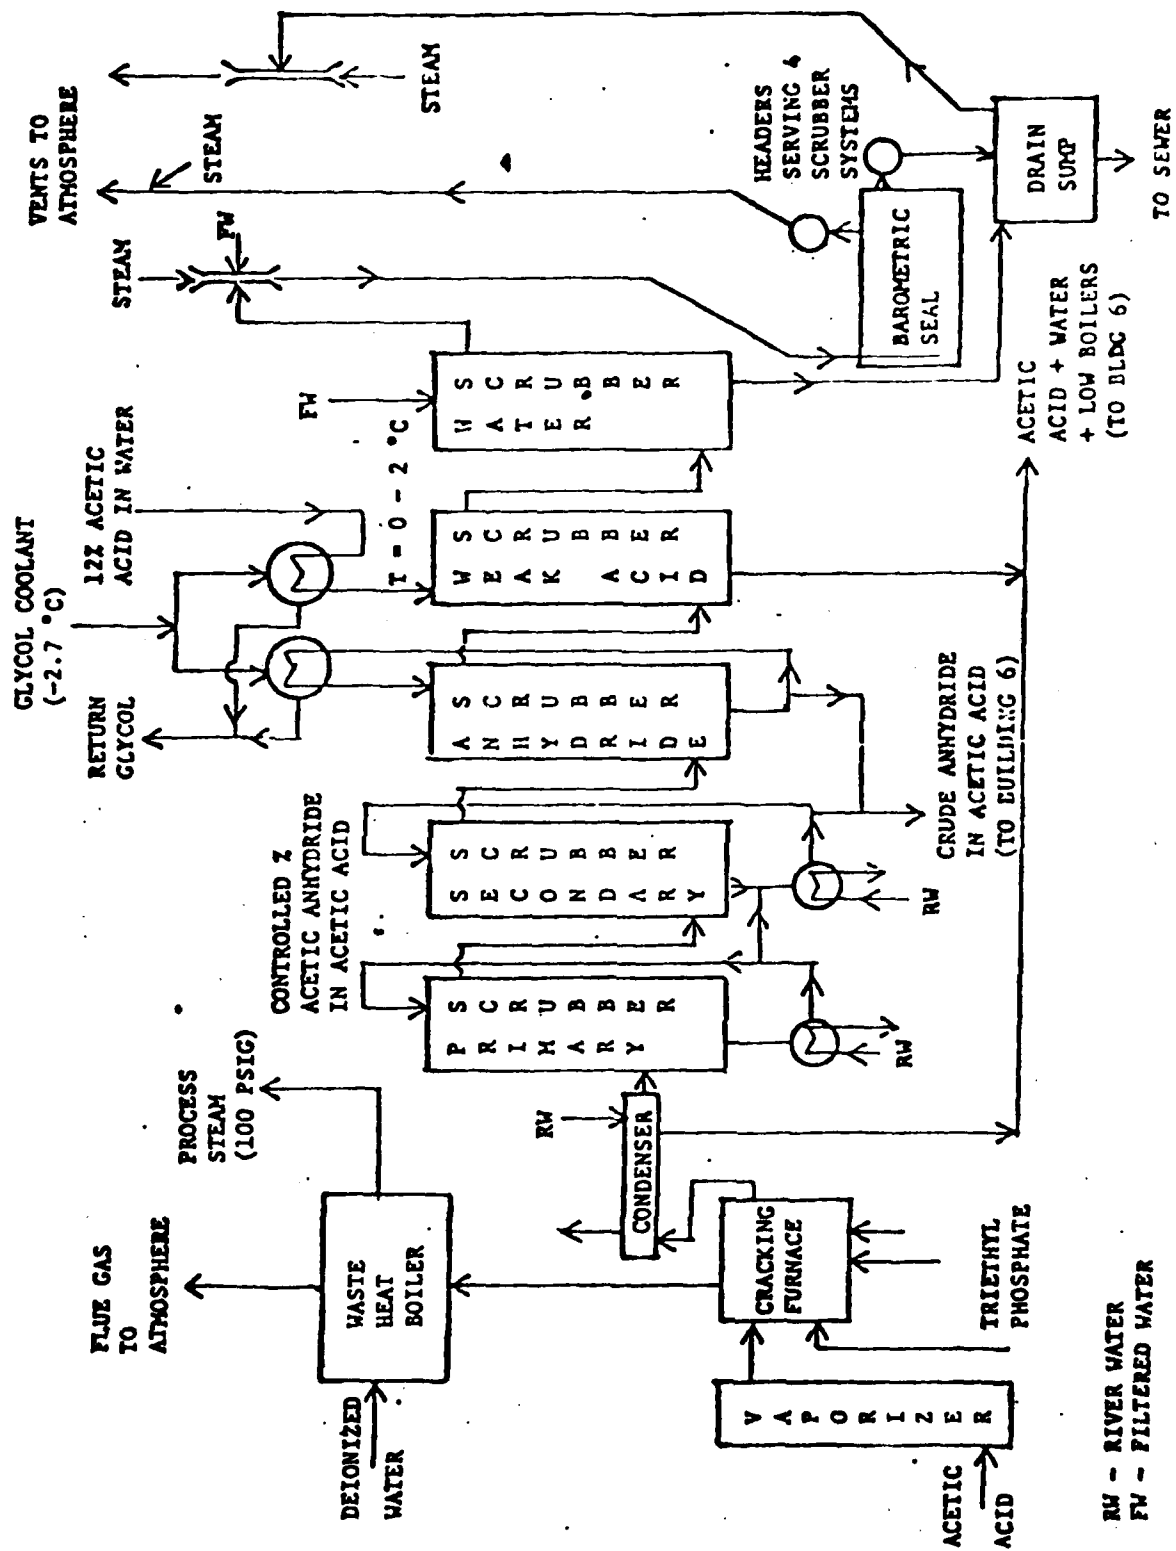 FLUE GAS
TO
ATMOSPHERE
PROCESS
STEAM
(100 PSIG)
DEIONIZED
WATER
WASTE
HEAT
BOILER
CONTROLLED %
ACETIC ANHYDRIDE
IN ACETIC ACID
RETURN
GLYCOL
GLYCOL COOLANT
(-2.7 °C)
12% ACETIC
ACID IN WATER
T = 0 - 2 °C
VENTS TO
ATMOSPHERE
STEAM
STEAM
FW
STEAM
FW
ACETIC
ACID
VAPORIZER
CRACKING
FURNACE
TRIETHYL
PHOSPHATE
RW
CONDENSER
PRIMARY
SCRUBBER
RW
SECONDARY
SCRUBBER
RW
ANHYDRIDE
SCRUBBER
WEAK ACID
SCRUBBER
WATER
SCRUBBER
CRUDE ANHYDRIDE
IN ACETIC ACID
(TO BUILDING 6)
ACETIC
ACID + WATER
+ LOW BOILERS
(TO BLDG 6)
BAROMETRIC
SEAL
HEADERS
SERVING 4
SCRUBBER
SYSTEMS
DRAIN
SUMP
TO SEWER
RW - RIVER WATER
FW - FILTERED WATER